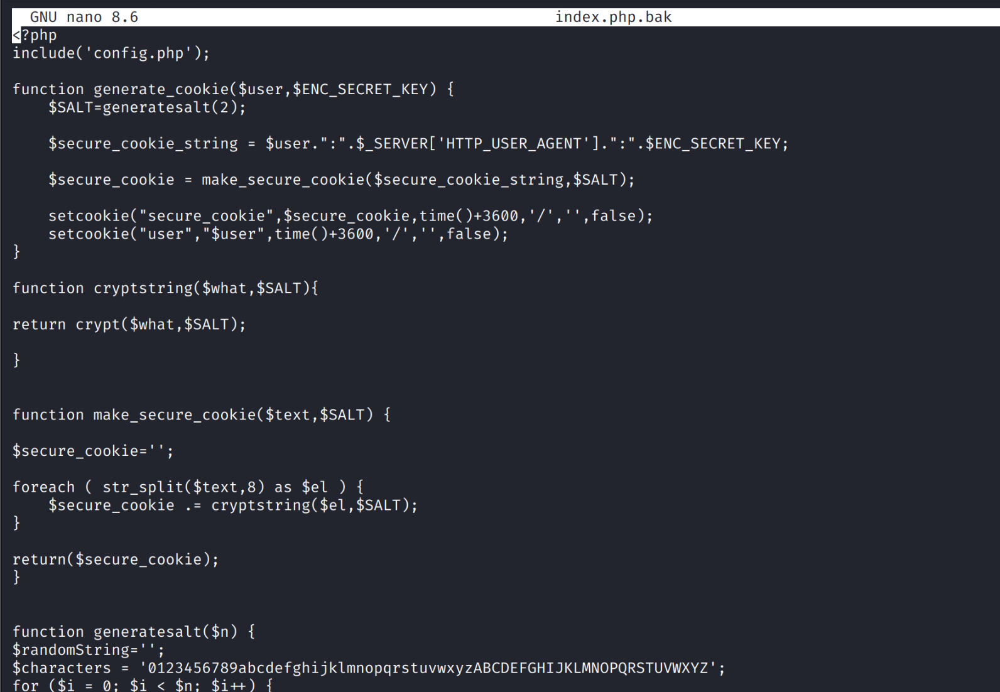 GNU nano 8.6 index.php.bak
<?php
include('config.php');
function generate_cookie($user,$ENC_SECRET_KEY) {
    $SALT=generatesalt(2);
    $secure_cookie_string = $user.":".$_SERVER['HTTP_USER_AGENT'].":".$ENC_SECRET_KEY;
    $secure_cookie = make_secure_cookie($secure_cookie_string,$SALT);
    setcookie("secure_cookie",$secure_cookie,time()+3600,'/','',false);
    setcookie("user","$user",time()+3600,'/','',false);
}
function cryptstring($what,$SALT){
return crypt($what,$SALT);
}
function make_secure_cookie($text,$SALT) {
$secure_cookie='';
foreach ( str_split($text,8) as $el ) {
    $secure_cookie .= cryptstring($el,$SALT);
}
return($secure_cookie);
}
function generatesalt($n) {
$randomString='';
$characters = '0123456789abcdefghijklmnopqrstuvwxyzABCDEFGHIJKLMNOPQRSTUVWXYZ';
for ($i = 0; $i < $n; $i++) {